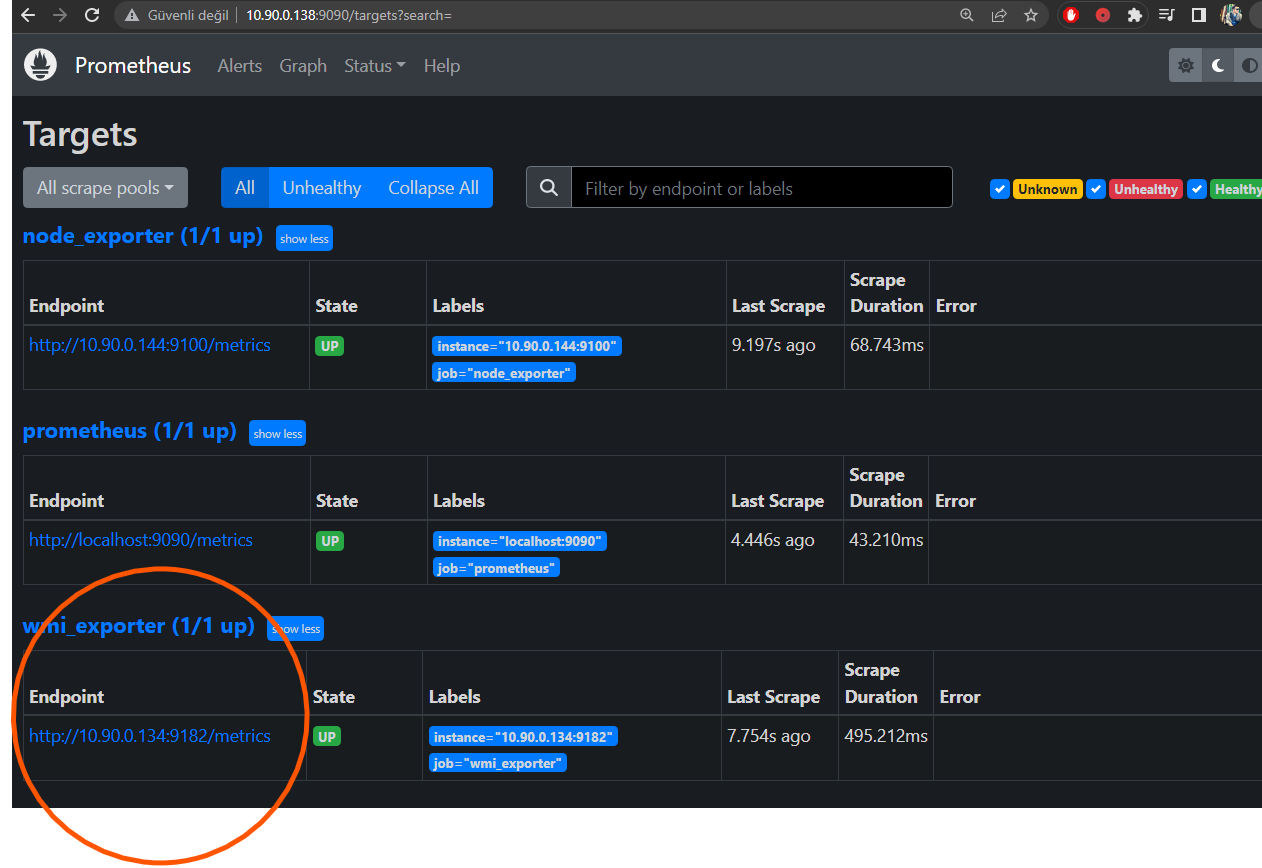 Güvenli değil 10.90.0.138:9090/targets?search=
Prometheus Alerts Graph Status Help
Targets
All scrape pools All Unhealthy Collapse All Filter by endpoint or labels Unknown Unhealthy Healthy
node_exporter (1/1 up) show less
Endpoint State Labels Last Scrape Scrape Duration Error
http://10.90.0.144:9100/metrics UP instance="10.90.0.144:9100" 9.197s ago 68.743ms
job="node_exporter"
prometheus (1/1 up) show less
Endpoint State Labels Last Scrape Scrape Duration Error
http://localhost:9090/metrics UP instance="localhost:9090" 4.446s ago 43.210ms
job="prometheus"
wmi_exporter (1/1 up) show less
Endpoint State Labels Last Scrape Scrape Duration Error
http://10.90.0.134:9182/metrics UP instance="10.90.0.134:9182" 7.754s ago 495.212ms
job="wmi_exporter"